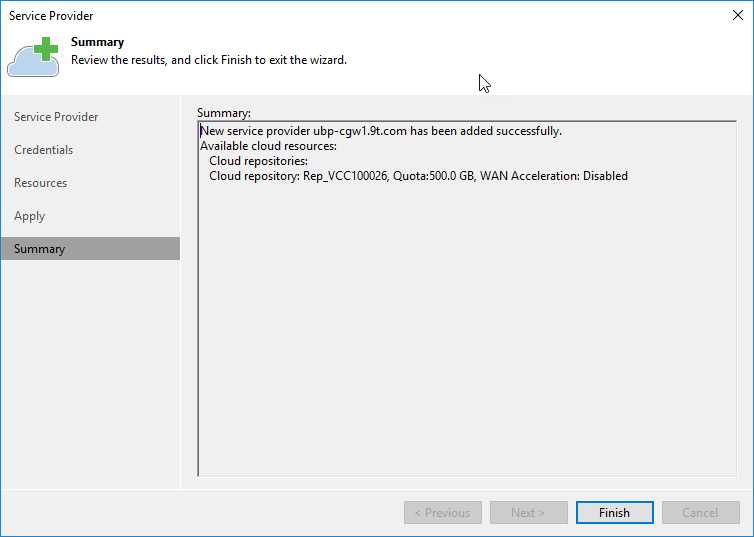 Service Provider
Summary
Review the results, and click Finish to exit the wizard.
Service Provider
Credentials
Resources
Apply
Summary
Summary:
New service provider ubp-cgw1.9t.com has been added successfully.
Available cloud resources:
Cloud repositories:
Cloud repository: Rep_VCC100026, Quota:500.0 GB, WAN Acceleration: Disabled
< Previous
Next >
Finish
Cancel